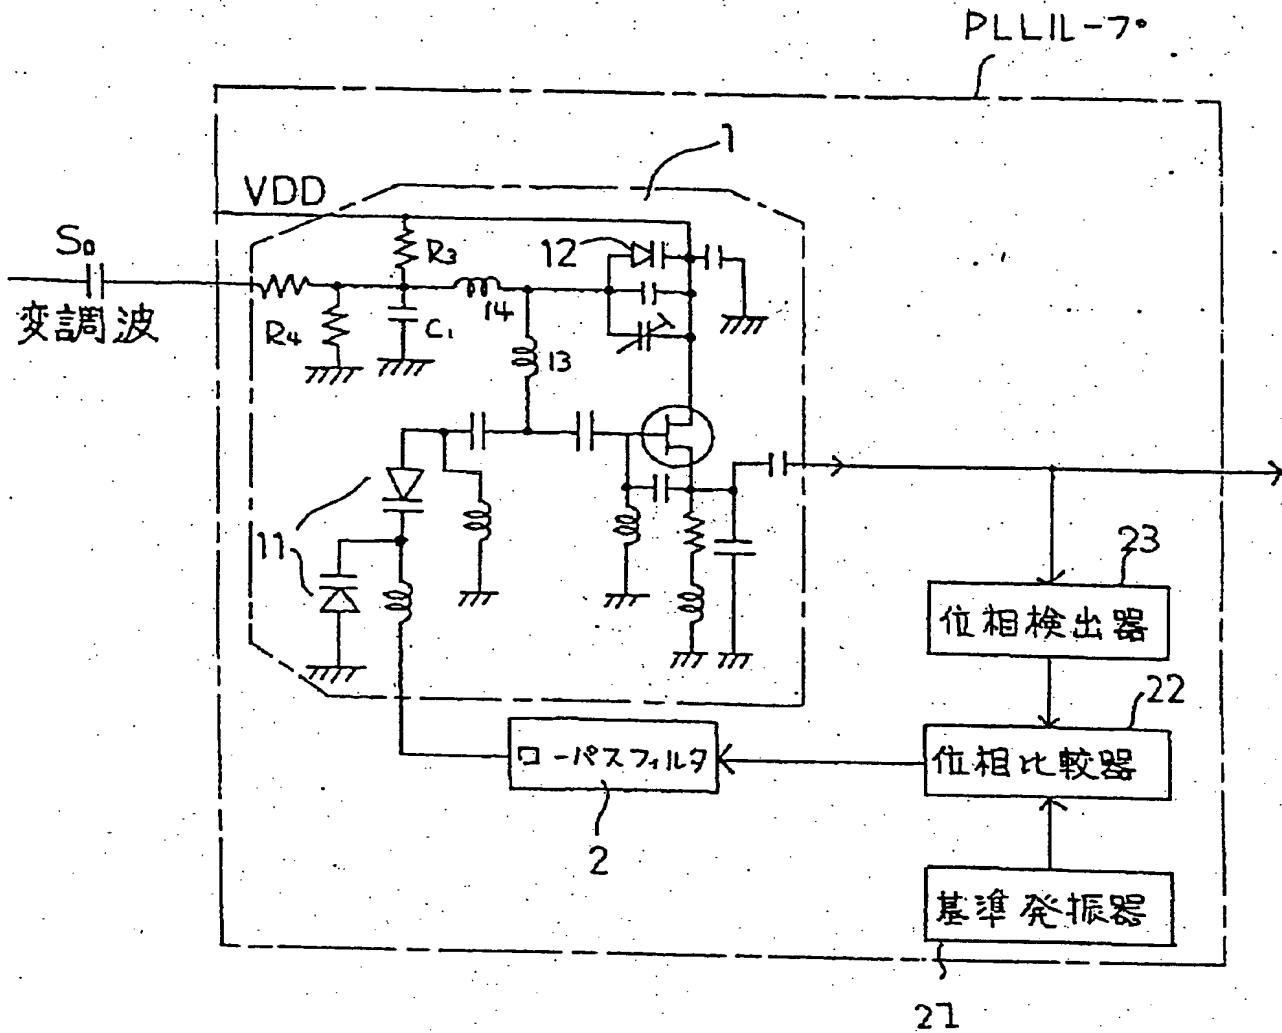 PLLループ
1
VDD
S₀
変調波
R₃
R₄
C₁
12
14
13
11
23
位相検出器
22
位相比較器
ローパスフィルタ
2
基準発振器
21